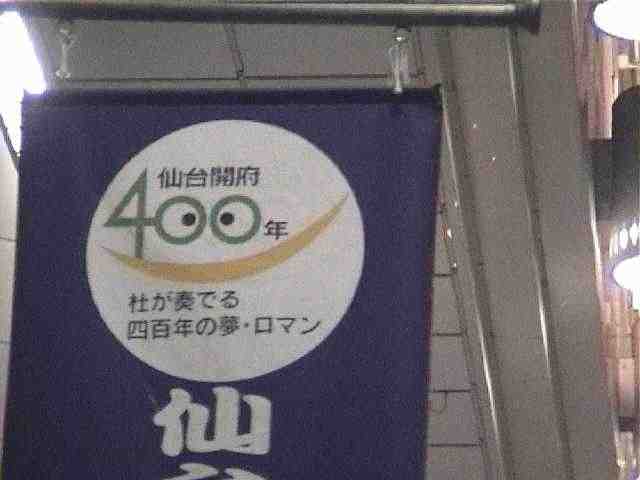 仙台開府
400年
杜が奏でる
四百年の夢・ロマン
仙